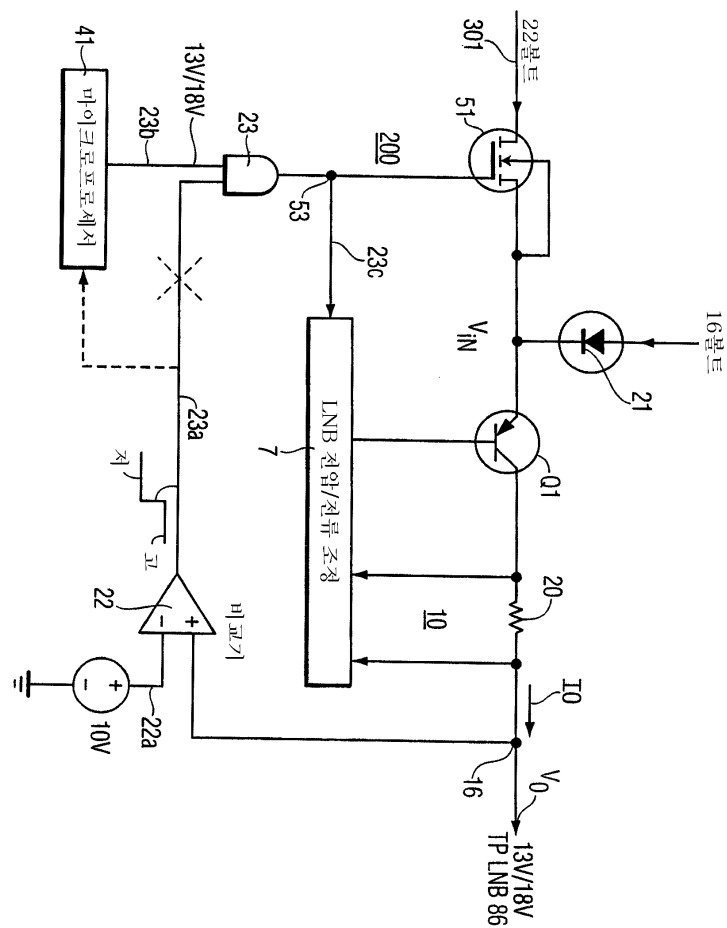 16볼트
21
22볼트
301
51
Q1
20
IO
V0
13V/18V
TP LNB 86
VIN
16
10
200
23c
53
LNB 전압/전류 조정
7
23
13V/18V
23b
41
마이크로프로세서
23a
저
고
비교기
22
+
−
22a
+
−
10V